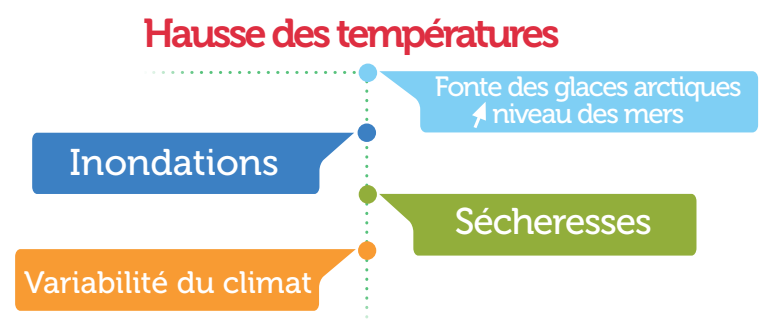 Hausse des températures
Fonte des glaces arctiques
niveau des mers
Inondations
Sécheresses
Variabilité du climat